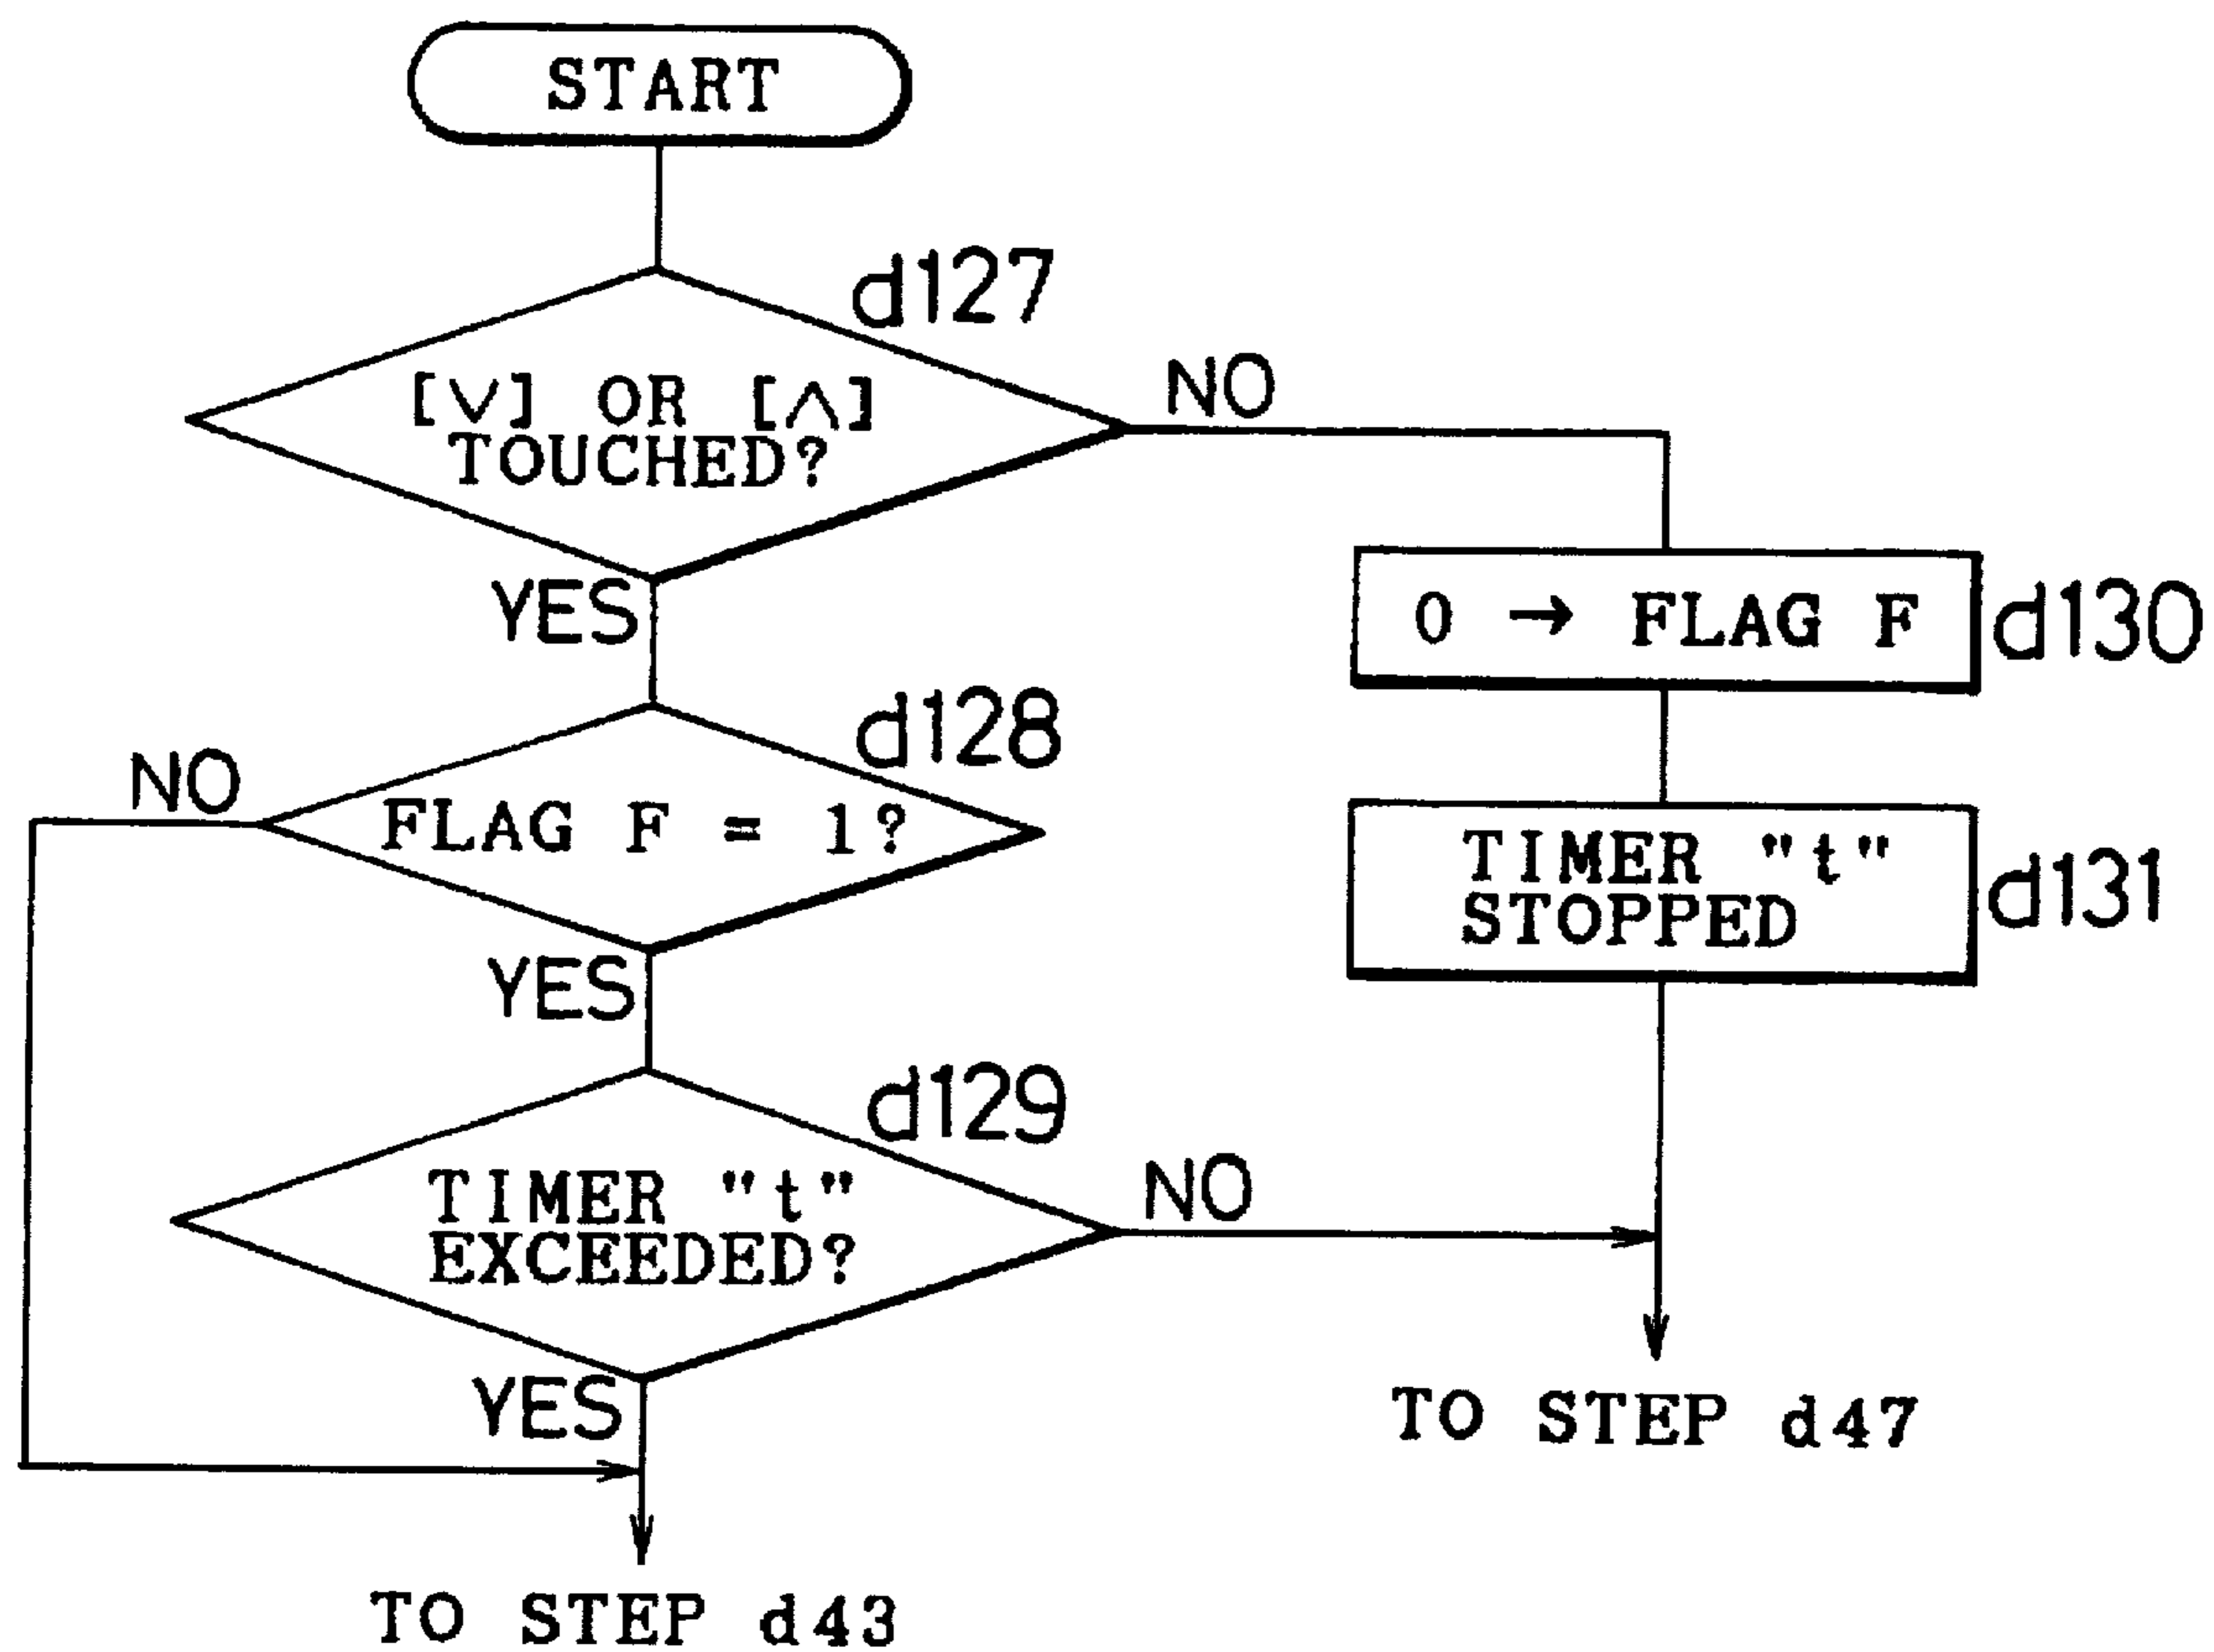 START
d127
[∨] OR [∧]
TOUCHED?
NO
YES
0 → FLAG F
d130
d128
NO
FLAG F = 1?
YES
TIMER "t"
STOPPED
d131
d129
TIMER "t"
EXCEEDED?
NO
YES
TO STEP d47
TO STEP d43